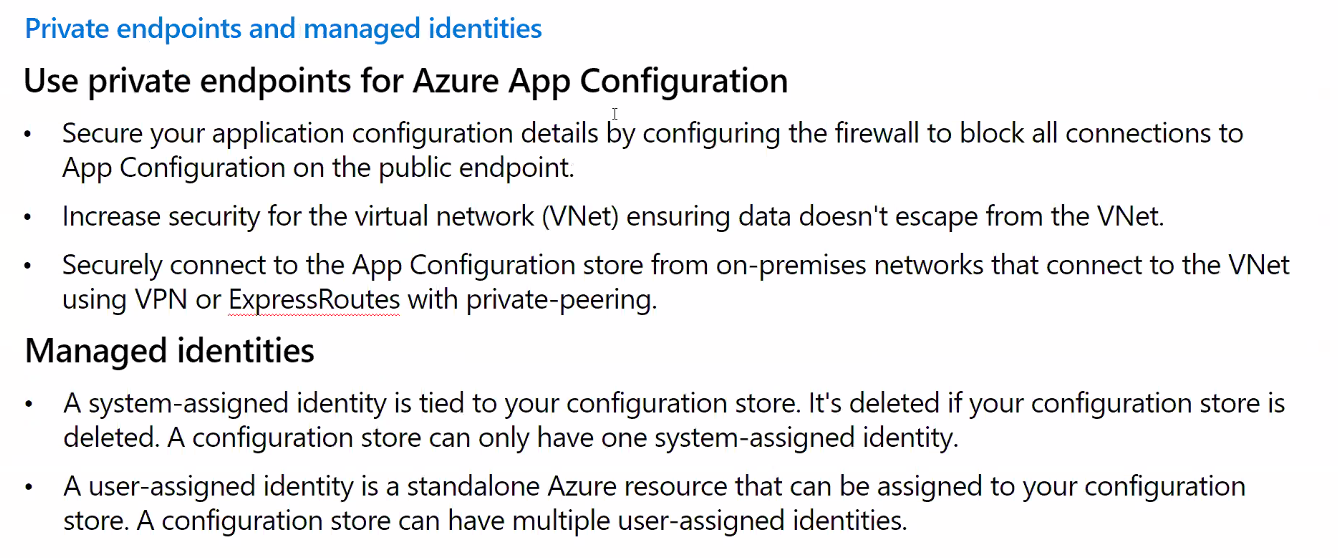 Private endpoints and managed identities
Use private endpoints for Azure App Configuration
• Secure your application configuration details by configuring the firewall to block all connections to
App Configuration on the public endpoint.
• Increase security for the virtual network (VNet) ensuring data doesn't escape from the VNet.
• Securely connect to the App Configuration store from on-premises networks that connect to the VNet
using VPN or ExpressRoutes with private-peering.
Managed identities
• A system-assigned identity is tied to your configuration store. It's deleted if your configuration store is
deleted. A configuration store can only have one system-assigned identity.
• A user-assigned identity is a standalone Azure resource that can be assigned to your configuration
store. A configuration store can have multiple user-assigned identities.